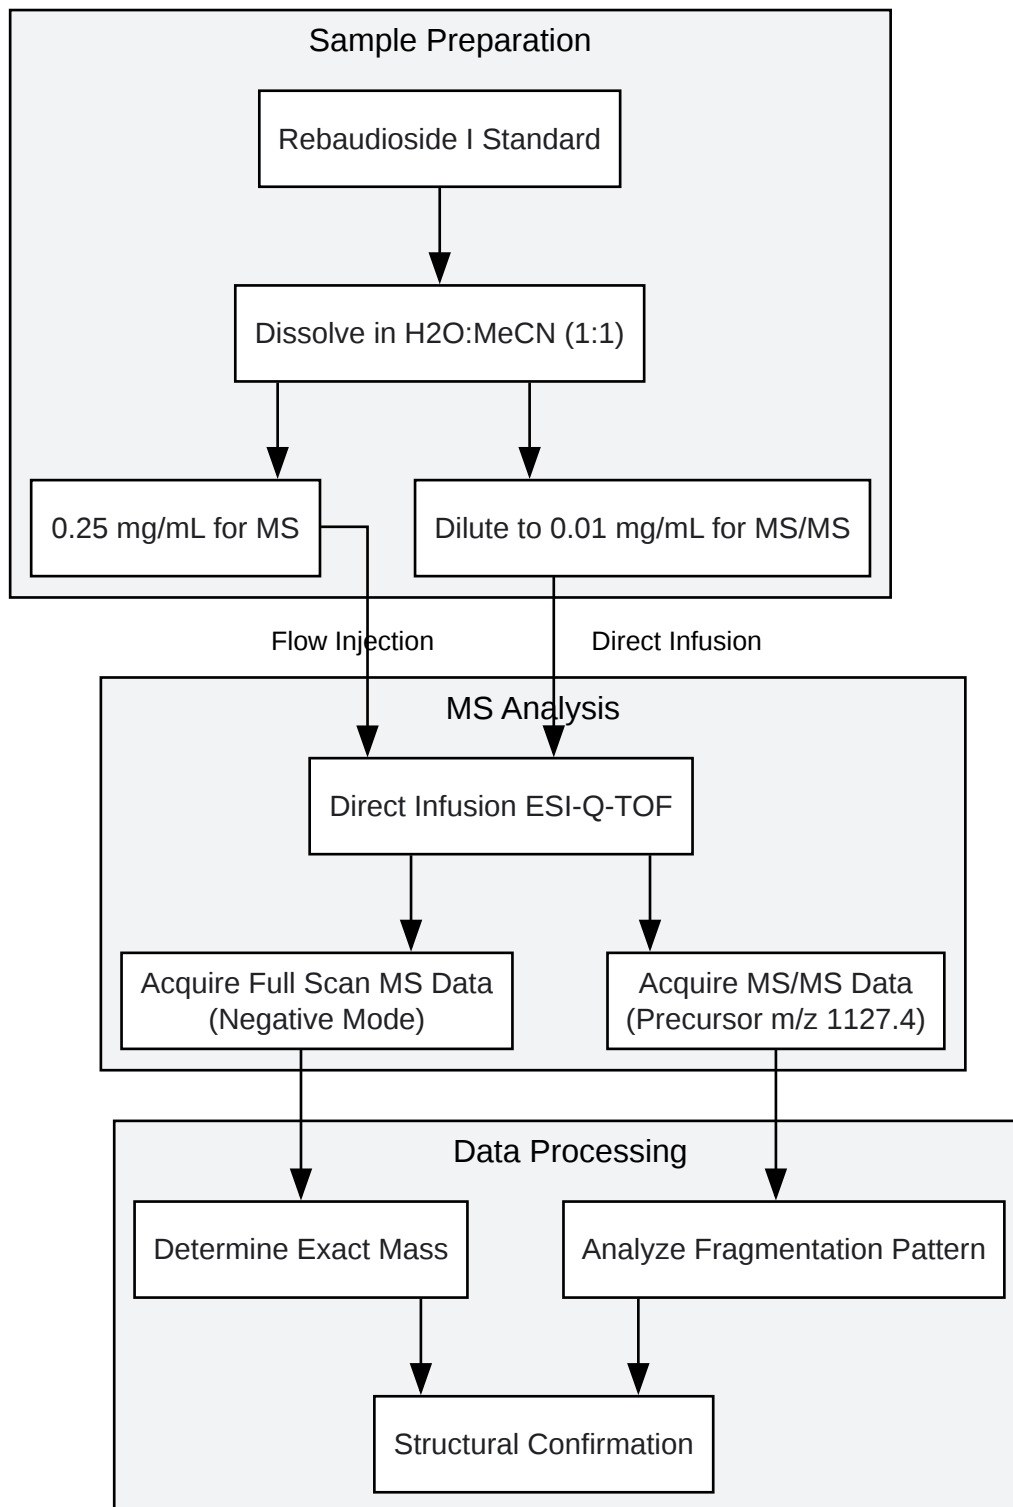 Sample Preparation
Rebaudioside I Standard
Dissolve in H2O:MeCN (1:1)
0.25 mg/mL for MS
Dilute to 0.01 mg/mL for MS/MS
Flow Injection
Direct Infusion
MS Analysis
Direct Infusion ESI-Q-TOF
Acquire Full Scan MS Data
(Negative Mode)
Acquire MS/MS Data
(Precursor m/z 1127.4)
Data Processing
Determine Exact Mass
Analyze Fragmentation Pattern
Structural Confirmation